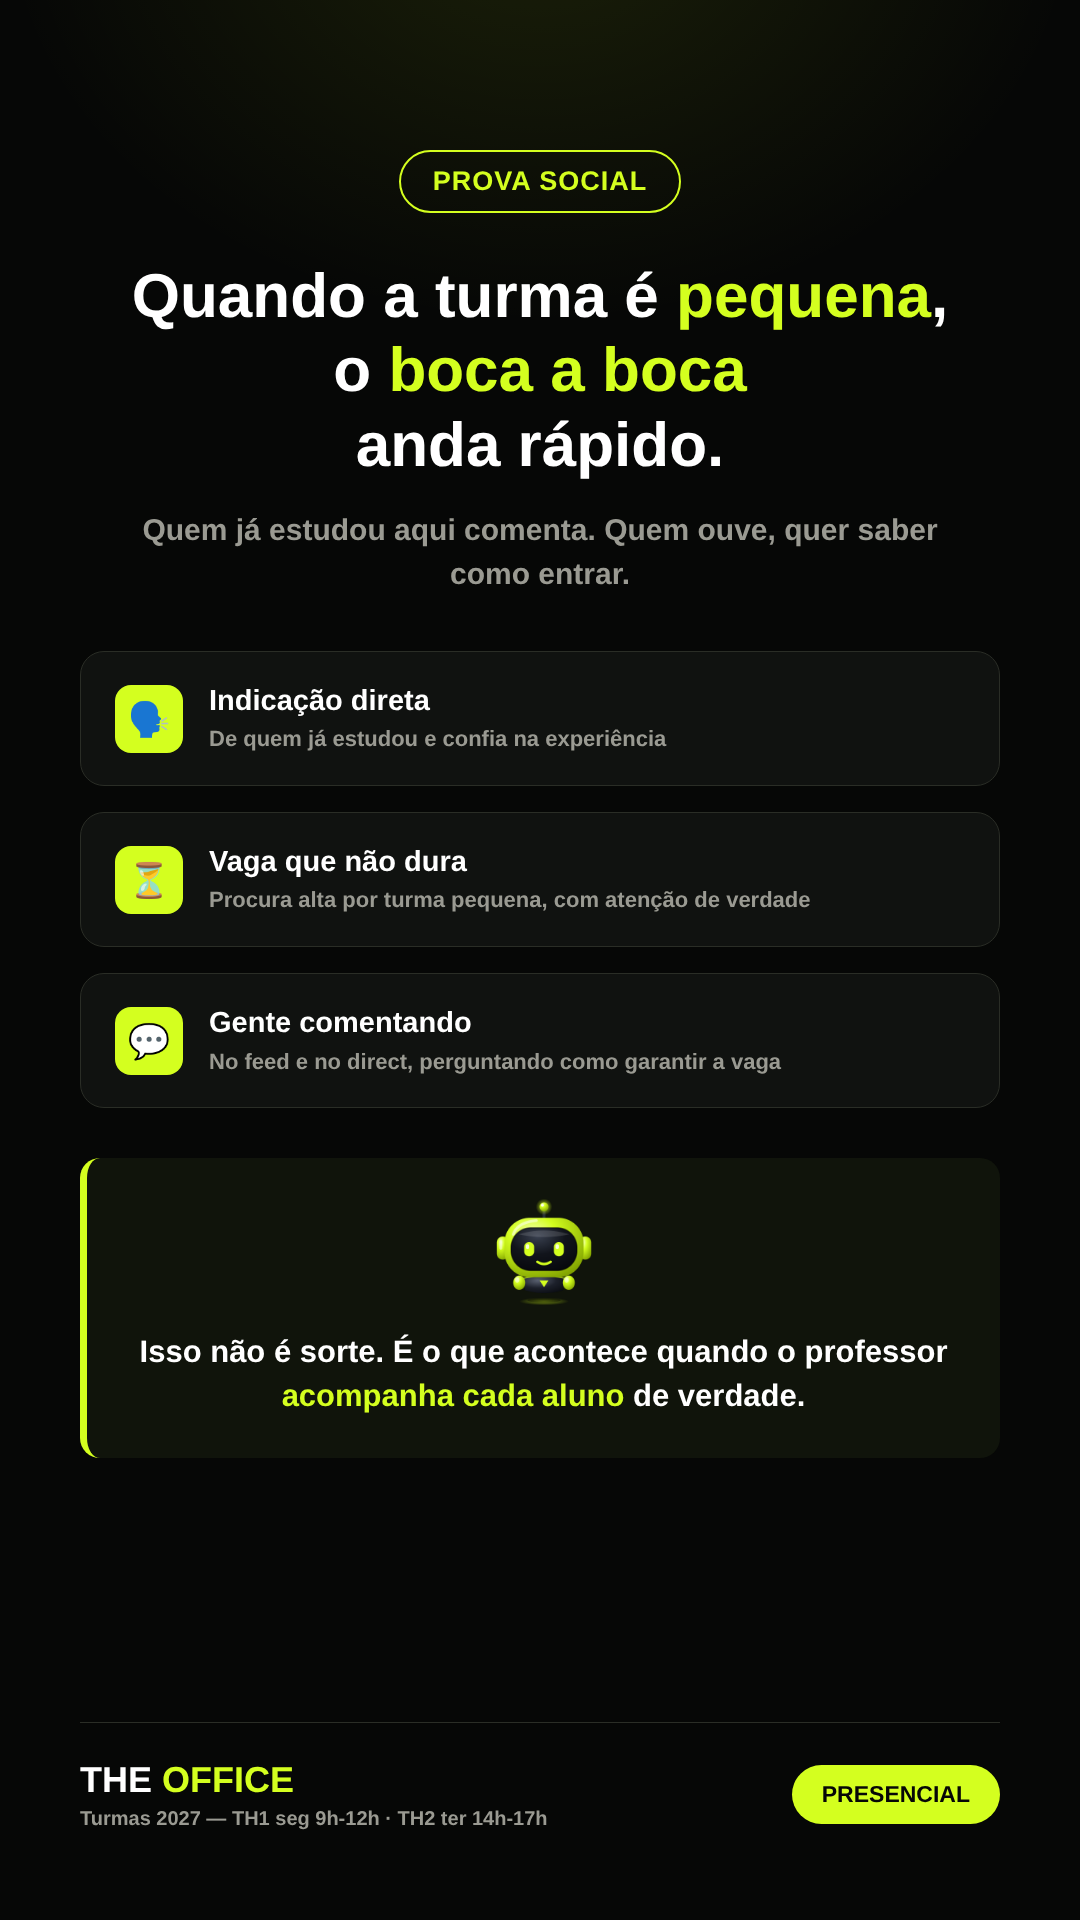 PROVA SOCIAL
Quando a turma é pequena,
o boca a boca
anda rápido.
Quem já estudou aqui comenta. Quem ouve, quer saber
como entrar.
Indicação direta
De quem já estudou e confia na experiência
Vaga que não dura
Procura alta por turma pequena, com atenção de verdade
Gente comentando
No feed e no direct, perguntando como garantir a vaga
Isso não é sorte. É o que acontece quando o professor
acompanha cada aluno de verdade.
THE OFFICE
Turmas 2027 — TH1 seg 9h-12h · TH2 ter 14h-17h
PRESENCIAL